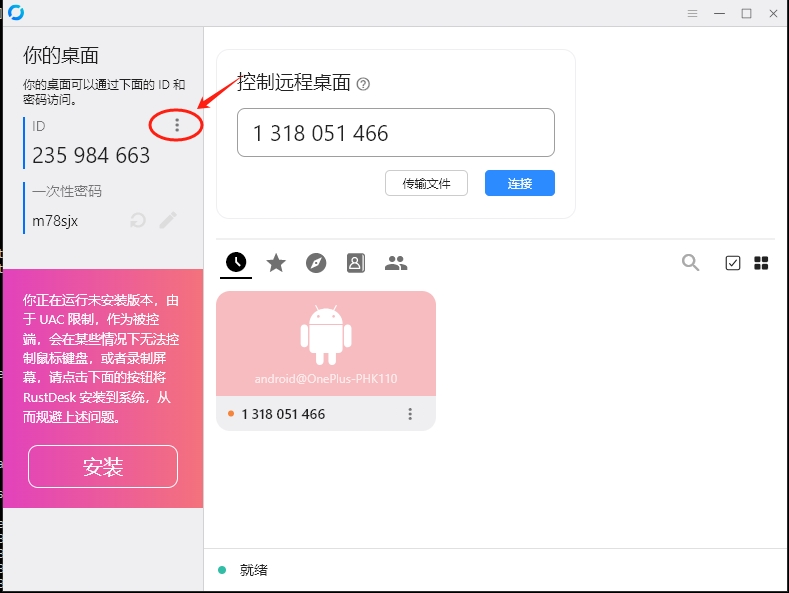 你的桌面
你的桌面可以通过下面的 ID 和
密码访问。
ID
235 984 663
一次性密码
m78sjx
你正在运行未安装版本，由
于 UAC 限制，作为被控
端，会在某些情况下无法控
制鼠标键盘，或者录制屏
幕，请点击下面的按钮将
RustDesk 安装到系统，从
而规避上述问题。
安装
控制远程桌面
1 318 051 466
传输文件
连接
android@OnePlus-PHK110
1 318 051 466
就绪